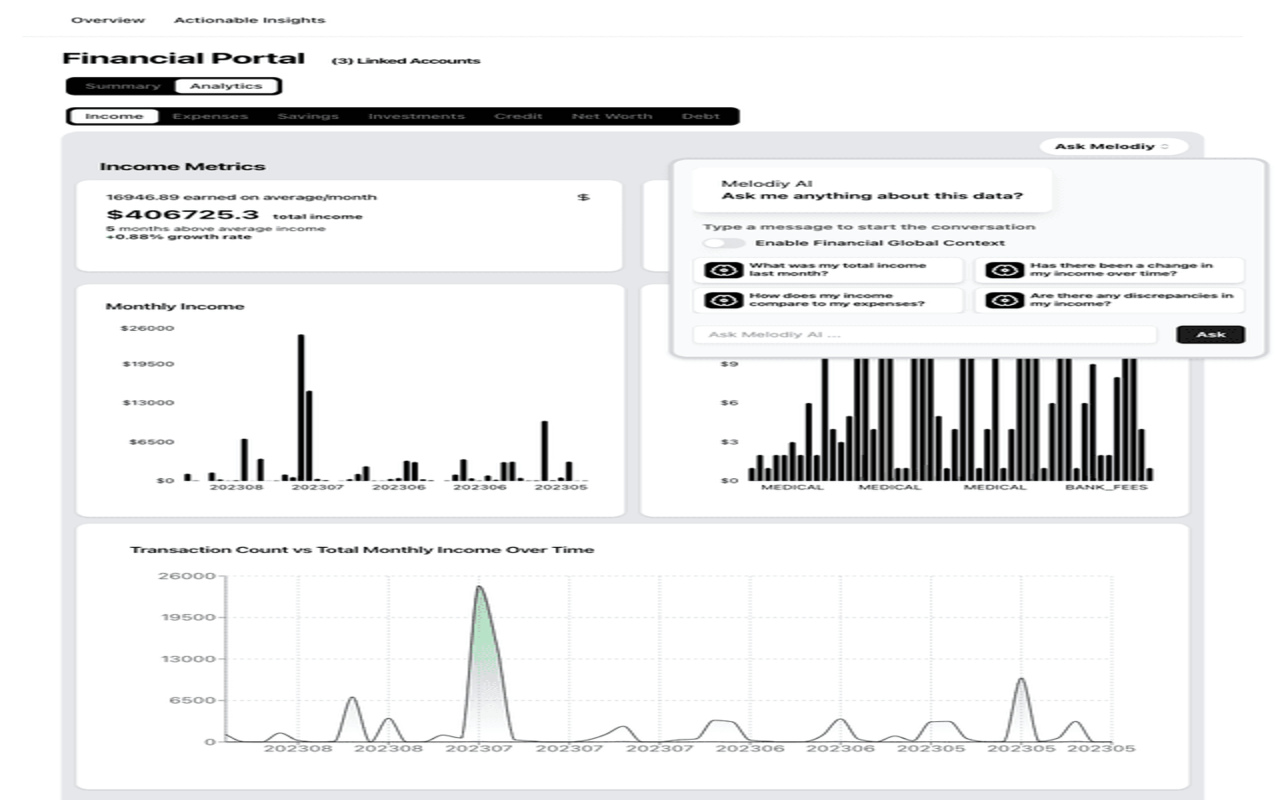 Overview Actionable Insights
Financial Portal (3) Linked Accounts
Summary Analytics
Income Expenses Savings Investments Credit Net Worth Debt
Ask Melodiy
Income Metrics
16946.89 earned on average/month $
$406725.3 total income
5 months above average income
+0.88% growth rate
Melodiy AI
Ask me anything about this data?
Type a message to start the conversation
Enable Financial Global Context
What was my total income
last month?
Has there been a change in
my income over time?
How does my income
compare to my expenses?
Are there any discrepancies in
my income?
Ask Melodiy AI ...
Ask
Monthly Income
$26000
$19500
$13000
$6500
$0
202308 202307 202306 202306 202305
$9
$6
$3
$0
MEDICAL MEDICAL MEDICAL BANK_FEES
Transaction Count vs Total Monthly Income Over Time
26000
19500
13000
6500
0
202308 202308 202307 202307 202307 202306 202306 202305 202305 202305